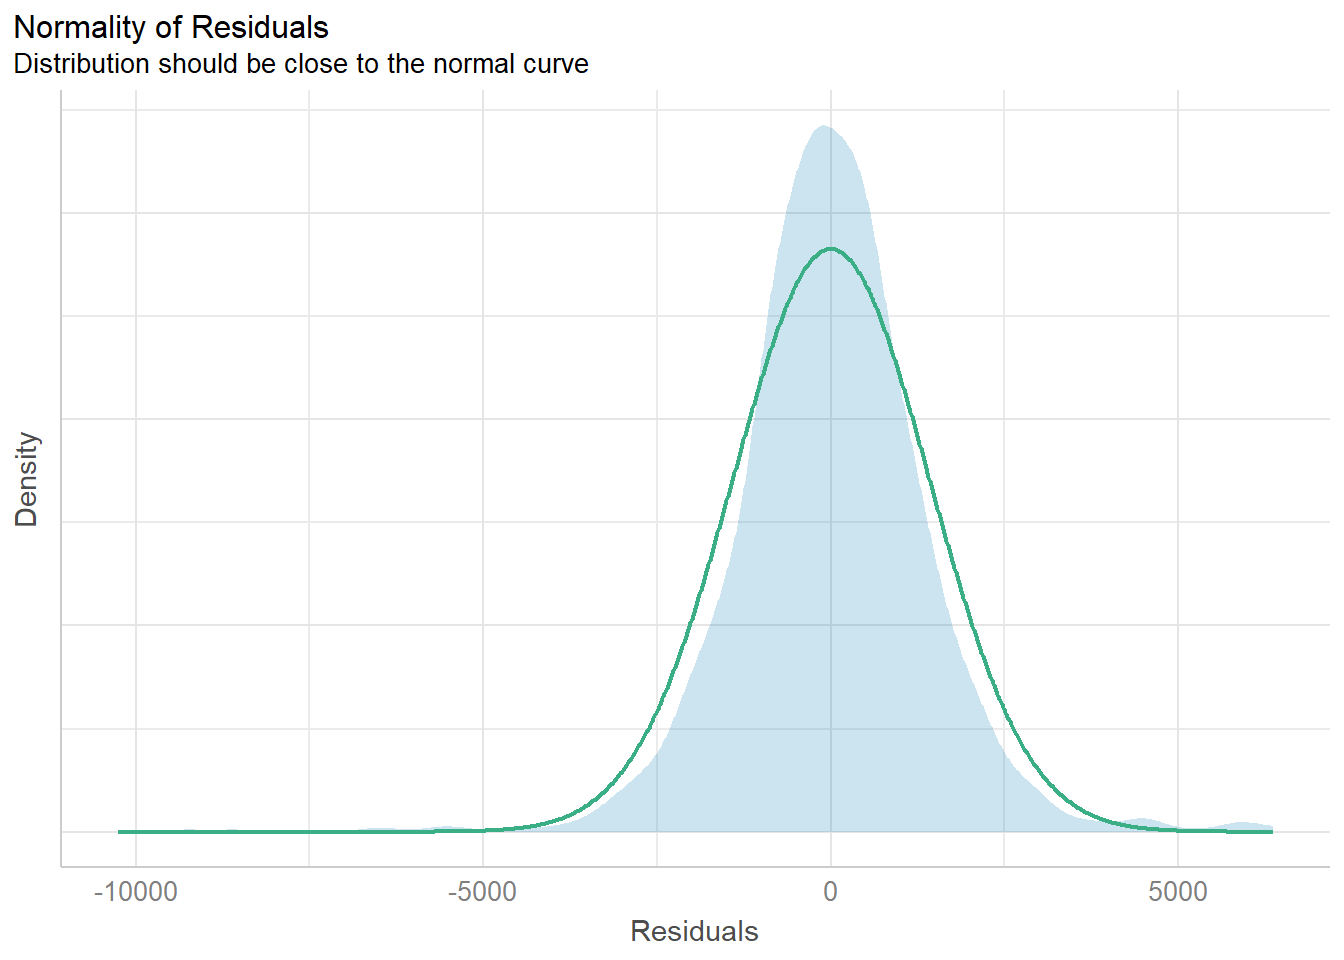 Normality of Residuals
Distribution should be close to the normal curve
Density
-10000
-5000
0
5000
Residuals